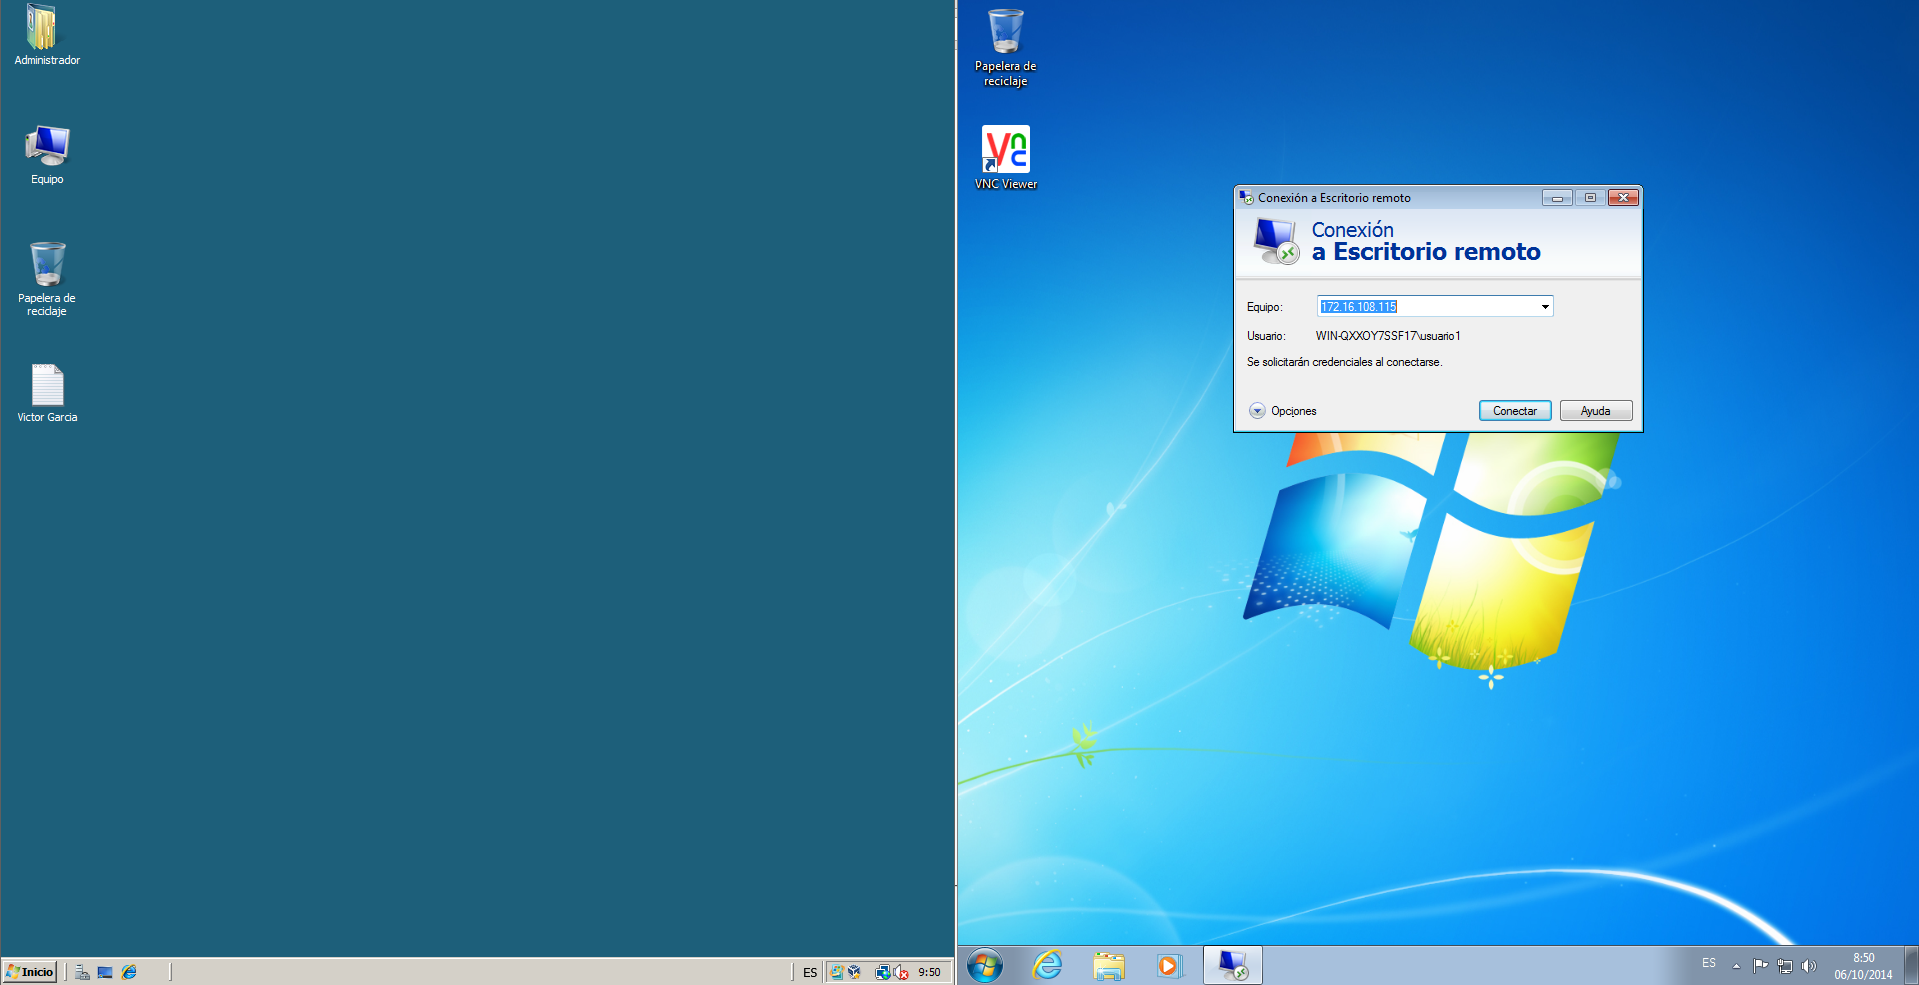 Administrador
Equipo
Papelera de
reciclaje
Victor Garcia
Inicio
ES
9:50
Papelera de
reciclaje
VNC
VNC Viewer
Conexión a Escritorio remoto
Conexión
a Escritorio remoto
Equipo:
172.16.108.115
Usuario:
WIN-QXXOY7SSF17\usuario1
Se solicitarán credenciales al conectarse.
Opciones
Conectar
Ayuda
ES
8:50
06/10/2014